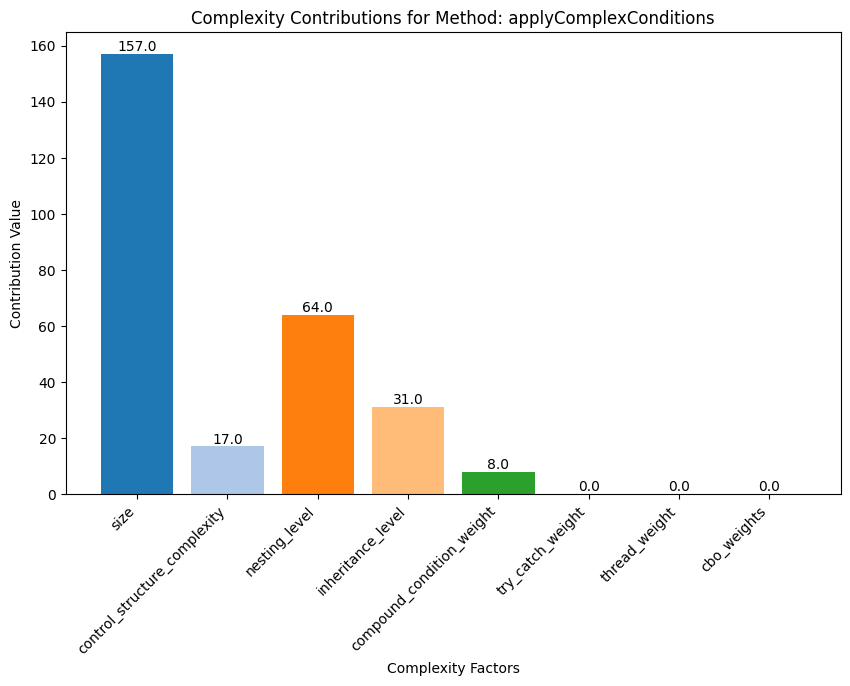 Complexity Contributions for Method: applyComplexConditions
Contribution Value
160
140
120
100
80
60
40
20
0
157.0
17.0
64.0
31.0
8.0
0.0
0.0
0.0
size
control_structure_complexity
nesting_level
inheritance_level
compound_condition_weight
try_catch_weight
thread_weight
cbo_weights
Complexity Factors